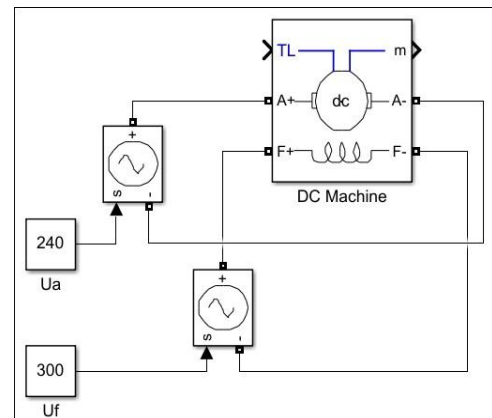 TL m
A+ dc A-
F+ F-
DC Machine
+
s -
240
Ua
+
s -
300
Uf